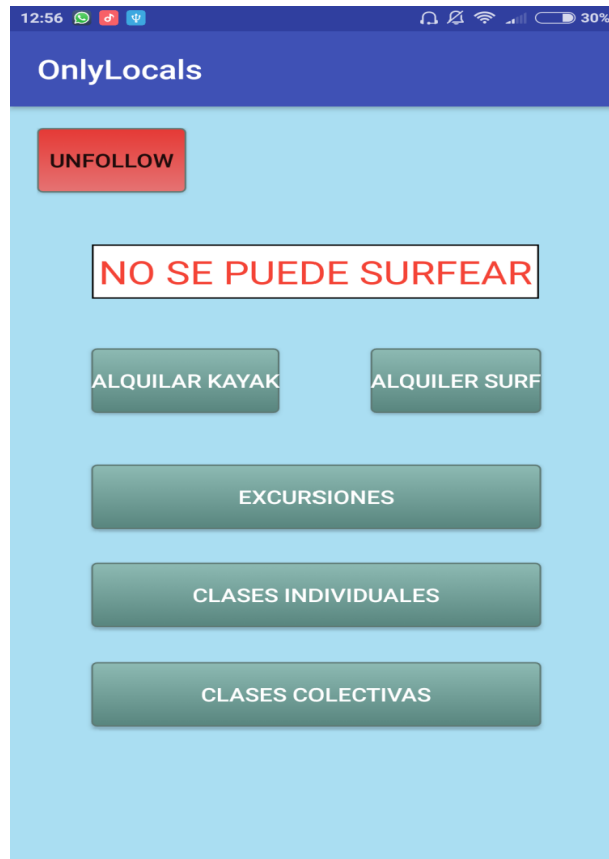 12:56 30%
OnlyLocals
UNFOLLOW
NO SE PUEDE SURFEAR
ALQUILAR KAYAK ALQUILER SURF
EXCURSIONES
CLASES INDIVIDUALES
CLASES COLECTIVAS